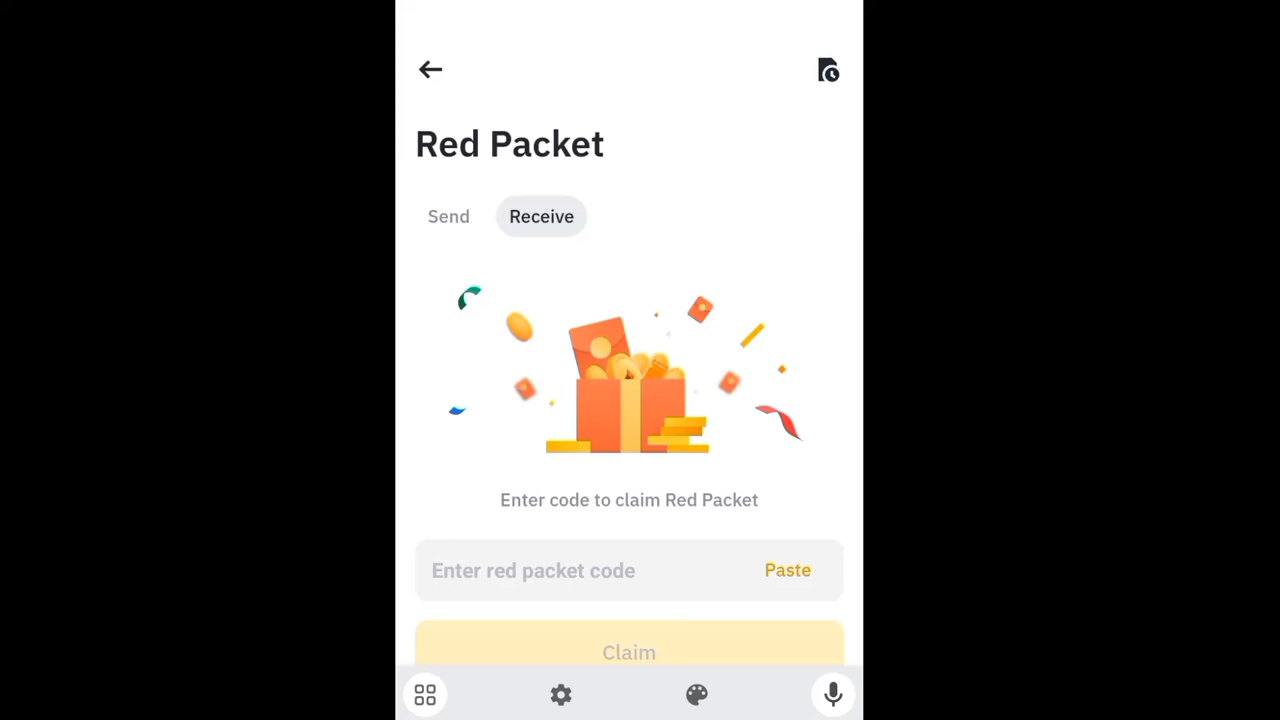 Red Packet
Send
Receive
Enter code to claim Red Packet
Enter red packet code
Paste
Claim